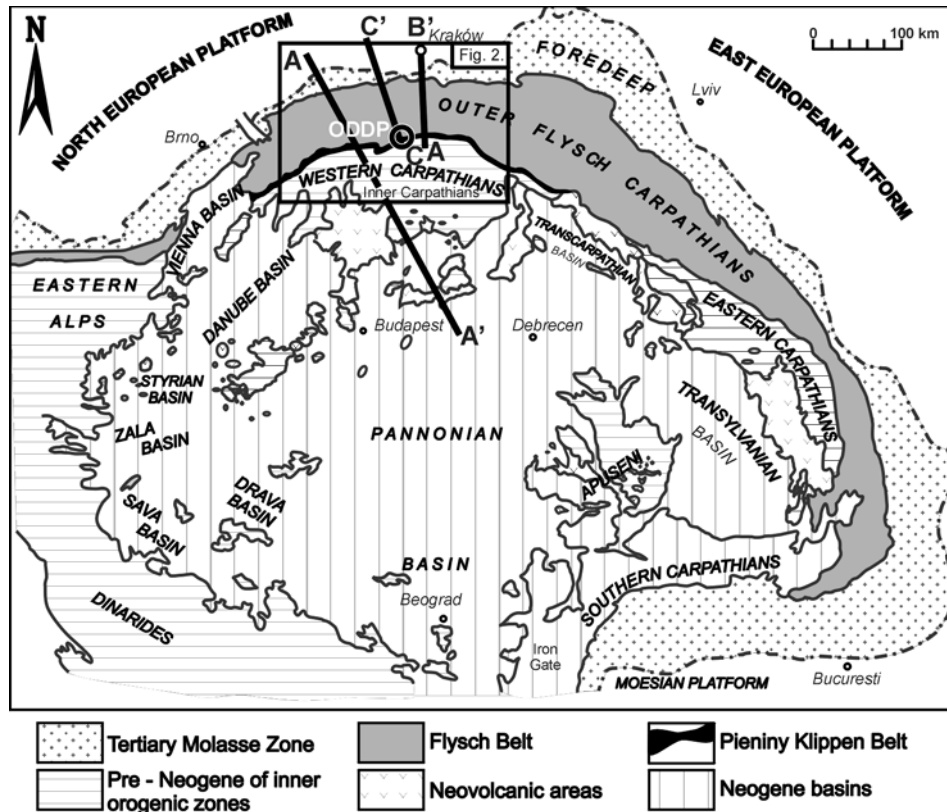 N
NORTH EUROPEAN PLATFORM
EAST EUROPEAN PLATFORM
0 100 km
A
C'
B'
Kraków
Fig. 2.
FOREDEEP
Lviv
Brno
ODDP
OUTER FLYSCH CARPATHIANS
C
A
WESTERN CARPATHIANS
Inner Carpathians
VIENNA BASIN
TRANSCARPATHIAN
BASIN
EASTERN
ALPS
DANUBE BASIN
Budapest
A'
Debrecen
EASTERN CARPATHIANS
STYRIAN
BASIN
ZALA
BASIN
PANNONIAN
TRANSYLVANIAN
BASIN
APUSENI
SAVA
BASIN
DRAVA
BASIN
BASIN
Beograd
SOUTHERN CARPATHIANS
DINARIDES
Iron
Gate
MOESIAN PLATFORM
Bucuresti
Tertiary Molasse Zone
Flysch Belt
Pieniny Klippen Belt
Pre - Neogene of inner
orogenic zones
Neovolcanic areas
Neogene basins